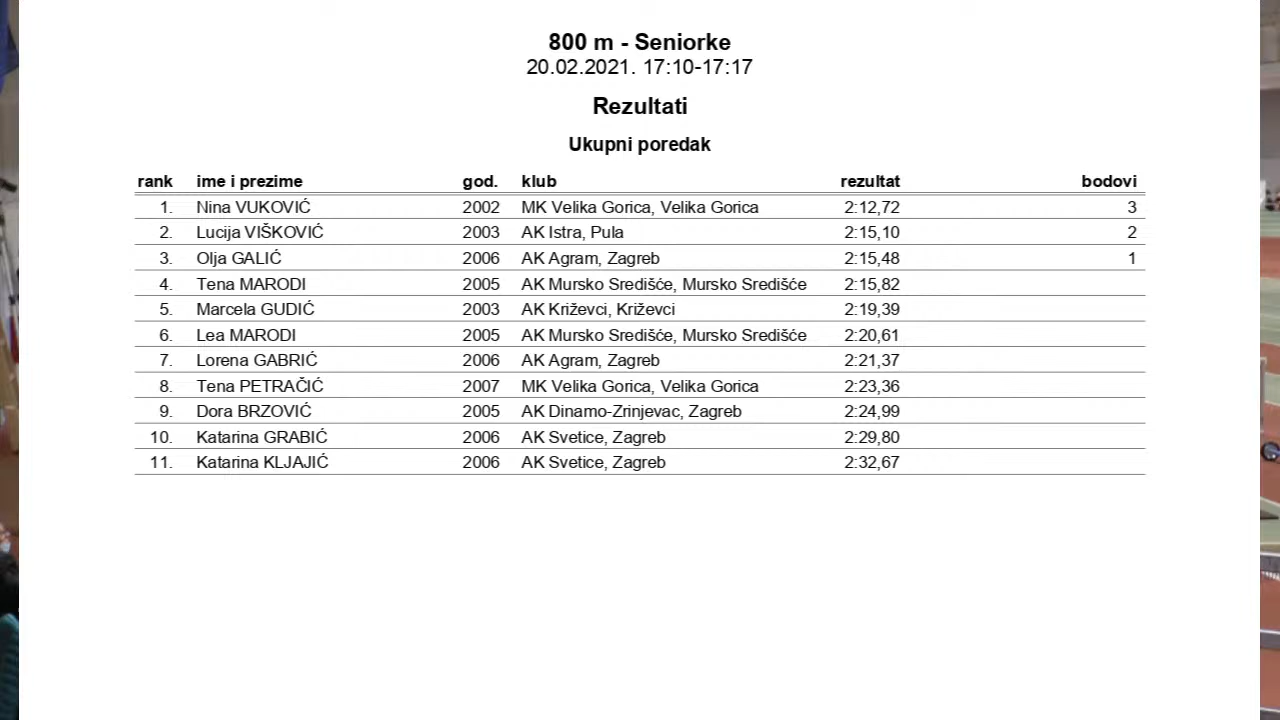 800 m - Seniorke
20.02.2021. 17:10-17:17
Rezultati
Ukupni poredak
rank ime i prezime god. klub rezultat bodovi
1. Nina VUKOVIĆ 2002 MK Velika Gorica, Velika Gorica 2:12,72 3
2. Lucija VIŠKOVIĆ 2003 AK Istra, Pula 2:15,10 2
3. Olja GALIĆ 2006 AK Agram, Zagreb 2:15,48 1
4. Tena MARODI 2005 AK Mursko Središće, Mursko Središće 2:15,82
5. Marcela GUDIĆ 2003 AK Križevci, Križevci 2:19,39
6. Lea MARODI 2005 AK Mursko Središće, Mursko Središće 2:20,61
7. Lorena GABRIĆ 2006 AK Agram, Zagreb 2:21,37
8. Tena PETRAČIĆ 2007 MK Velika Gorica, Velika Gorica 2:23,36
9. Dora BRZOVIĆ 2005 AK Dinamo-Zrinjevac, Zagreb 2:24,99
10. Katarina GRABIĆ 2006 AK Svetice, Zagreb 2:29,80
11. Katarina KLJAJIĆ 2006 AK Svetice, Zagreb 2:32,67